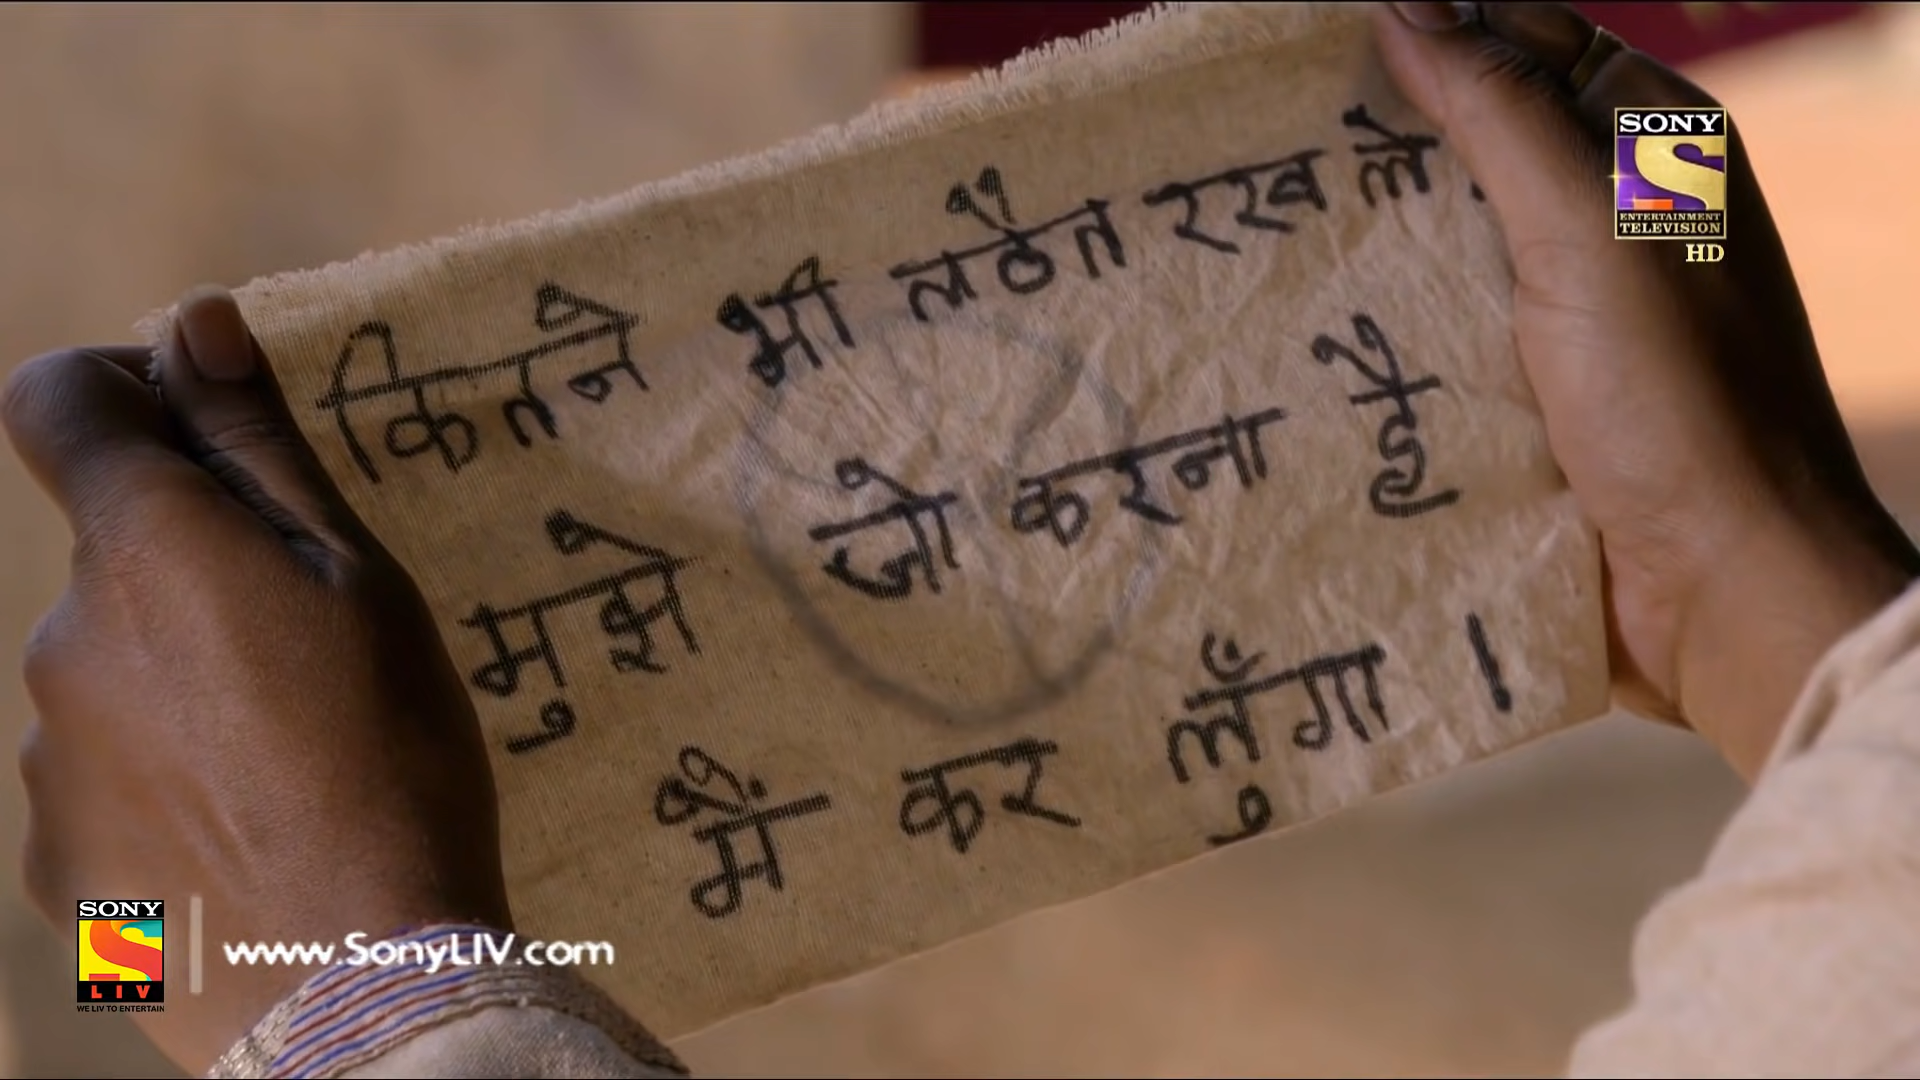 कितने भी लठैत रख ले .
मुझे जो करना है
मैं कर लुँगा ।
SONY
ENTERTAINMENT
TELEVISION
HD
SONY
LIV
WE LIV TO ENTERTAIN
www.SonyLIV.com